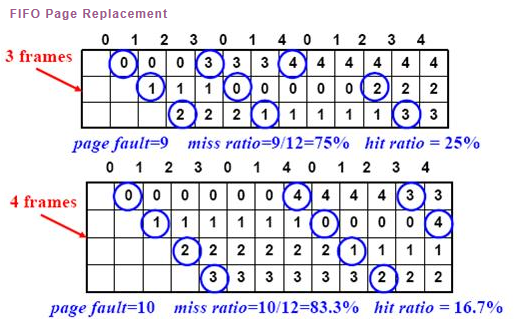 FIFO Page Replacement
0 1 2 3 0 1 4 0 1 2 3 4
3 frames
0 0 0 3 3 3 4 4 4 4 4 4
1 1 1 0 0 0 0 0 2 2 2
2 2 2 1 1 1 1 1 3 3
page fault=9 miss ratio=9/12=75% hit ratio = 25%
0 1 2 3 0 1 4 0 1 2 3 4
4 frames
0 0 0 0 0 0 4 4 4 4 3 3
1 1 1 1 1 1 0 0 0 0 4
2 2 2 2 2 2 1 1 1 1
3 3 3 3 3 3 2 2 2
page fault=10 miss ratio=10/12=83.3% hit ratio = 16.7%